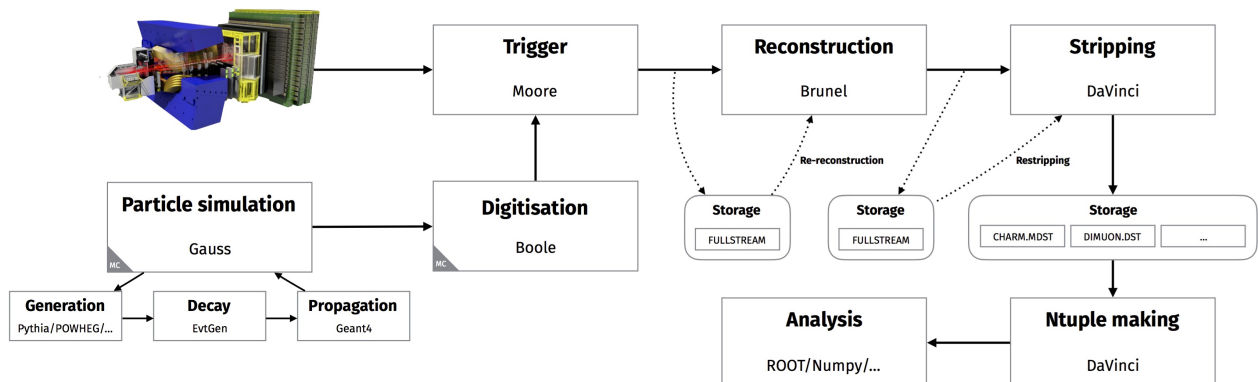 Trigger
Moore
Reconstruction
Brunel
Stripping
DaVinci
Re-reconstruction
Restripping
Particle simulation
Gauss
MC
Digitisation
Boole
MC
Storage
FULLSTREAM
Storage
FULLSTREAM
Storage
CHARM.MDST
DIMUON.DST
...
Generation
Pythia/POWHEG/...
Decay
EvtGen
Propagation
Geant4
Analysis
ROOT/Numpy/...
Ntuple making
DaVinci